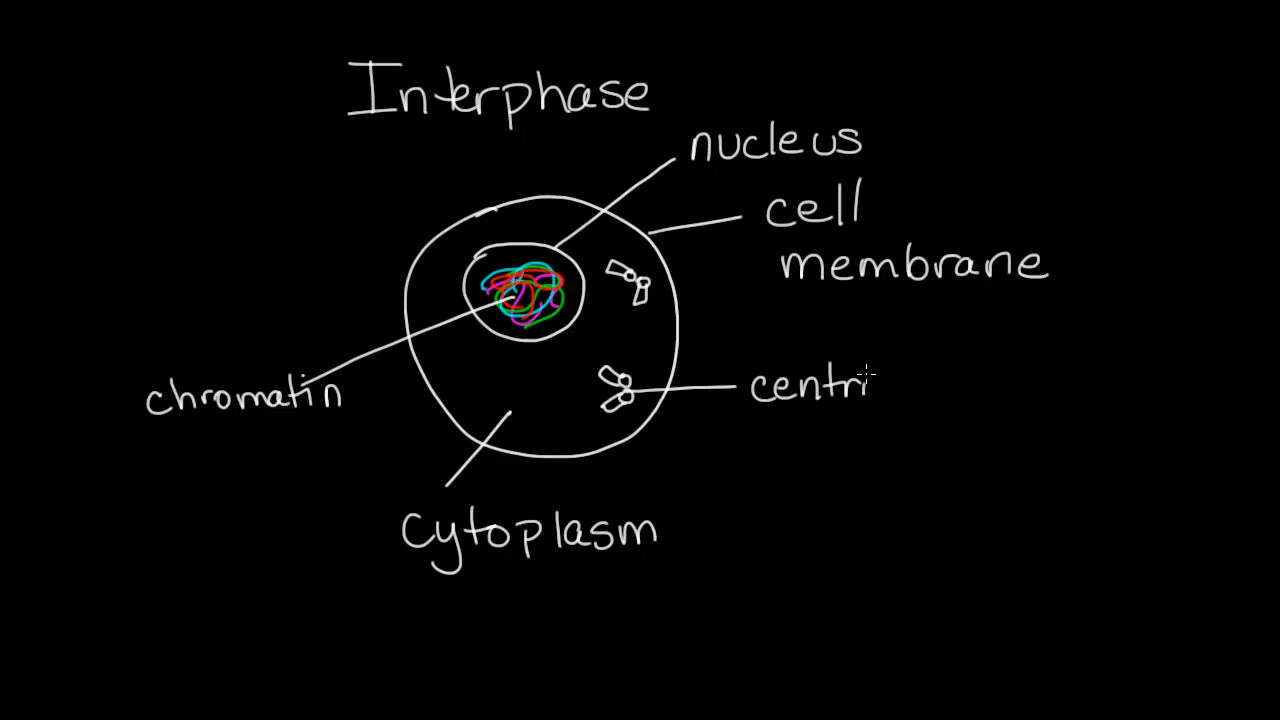 Interphase
nucleus
cell
membrane
centri
chromatin
cytoplasm